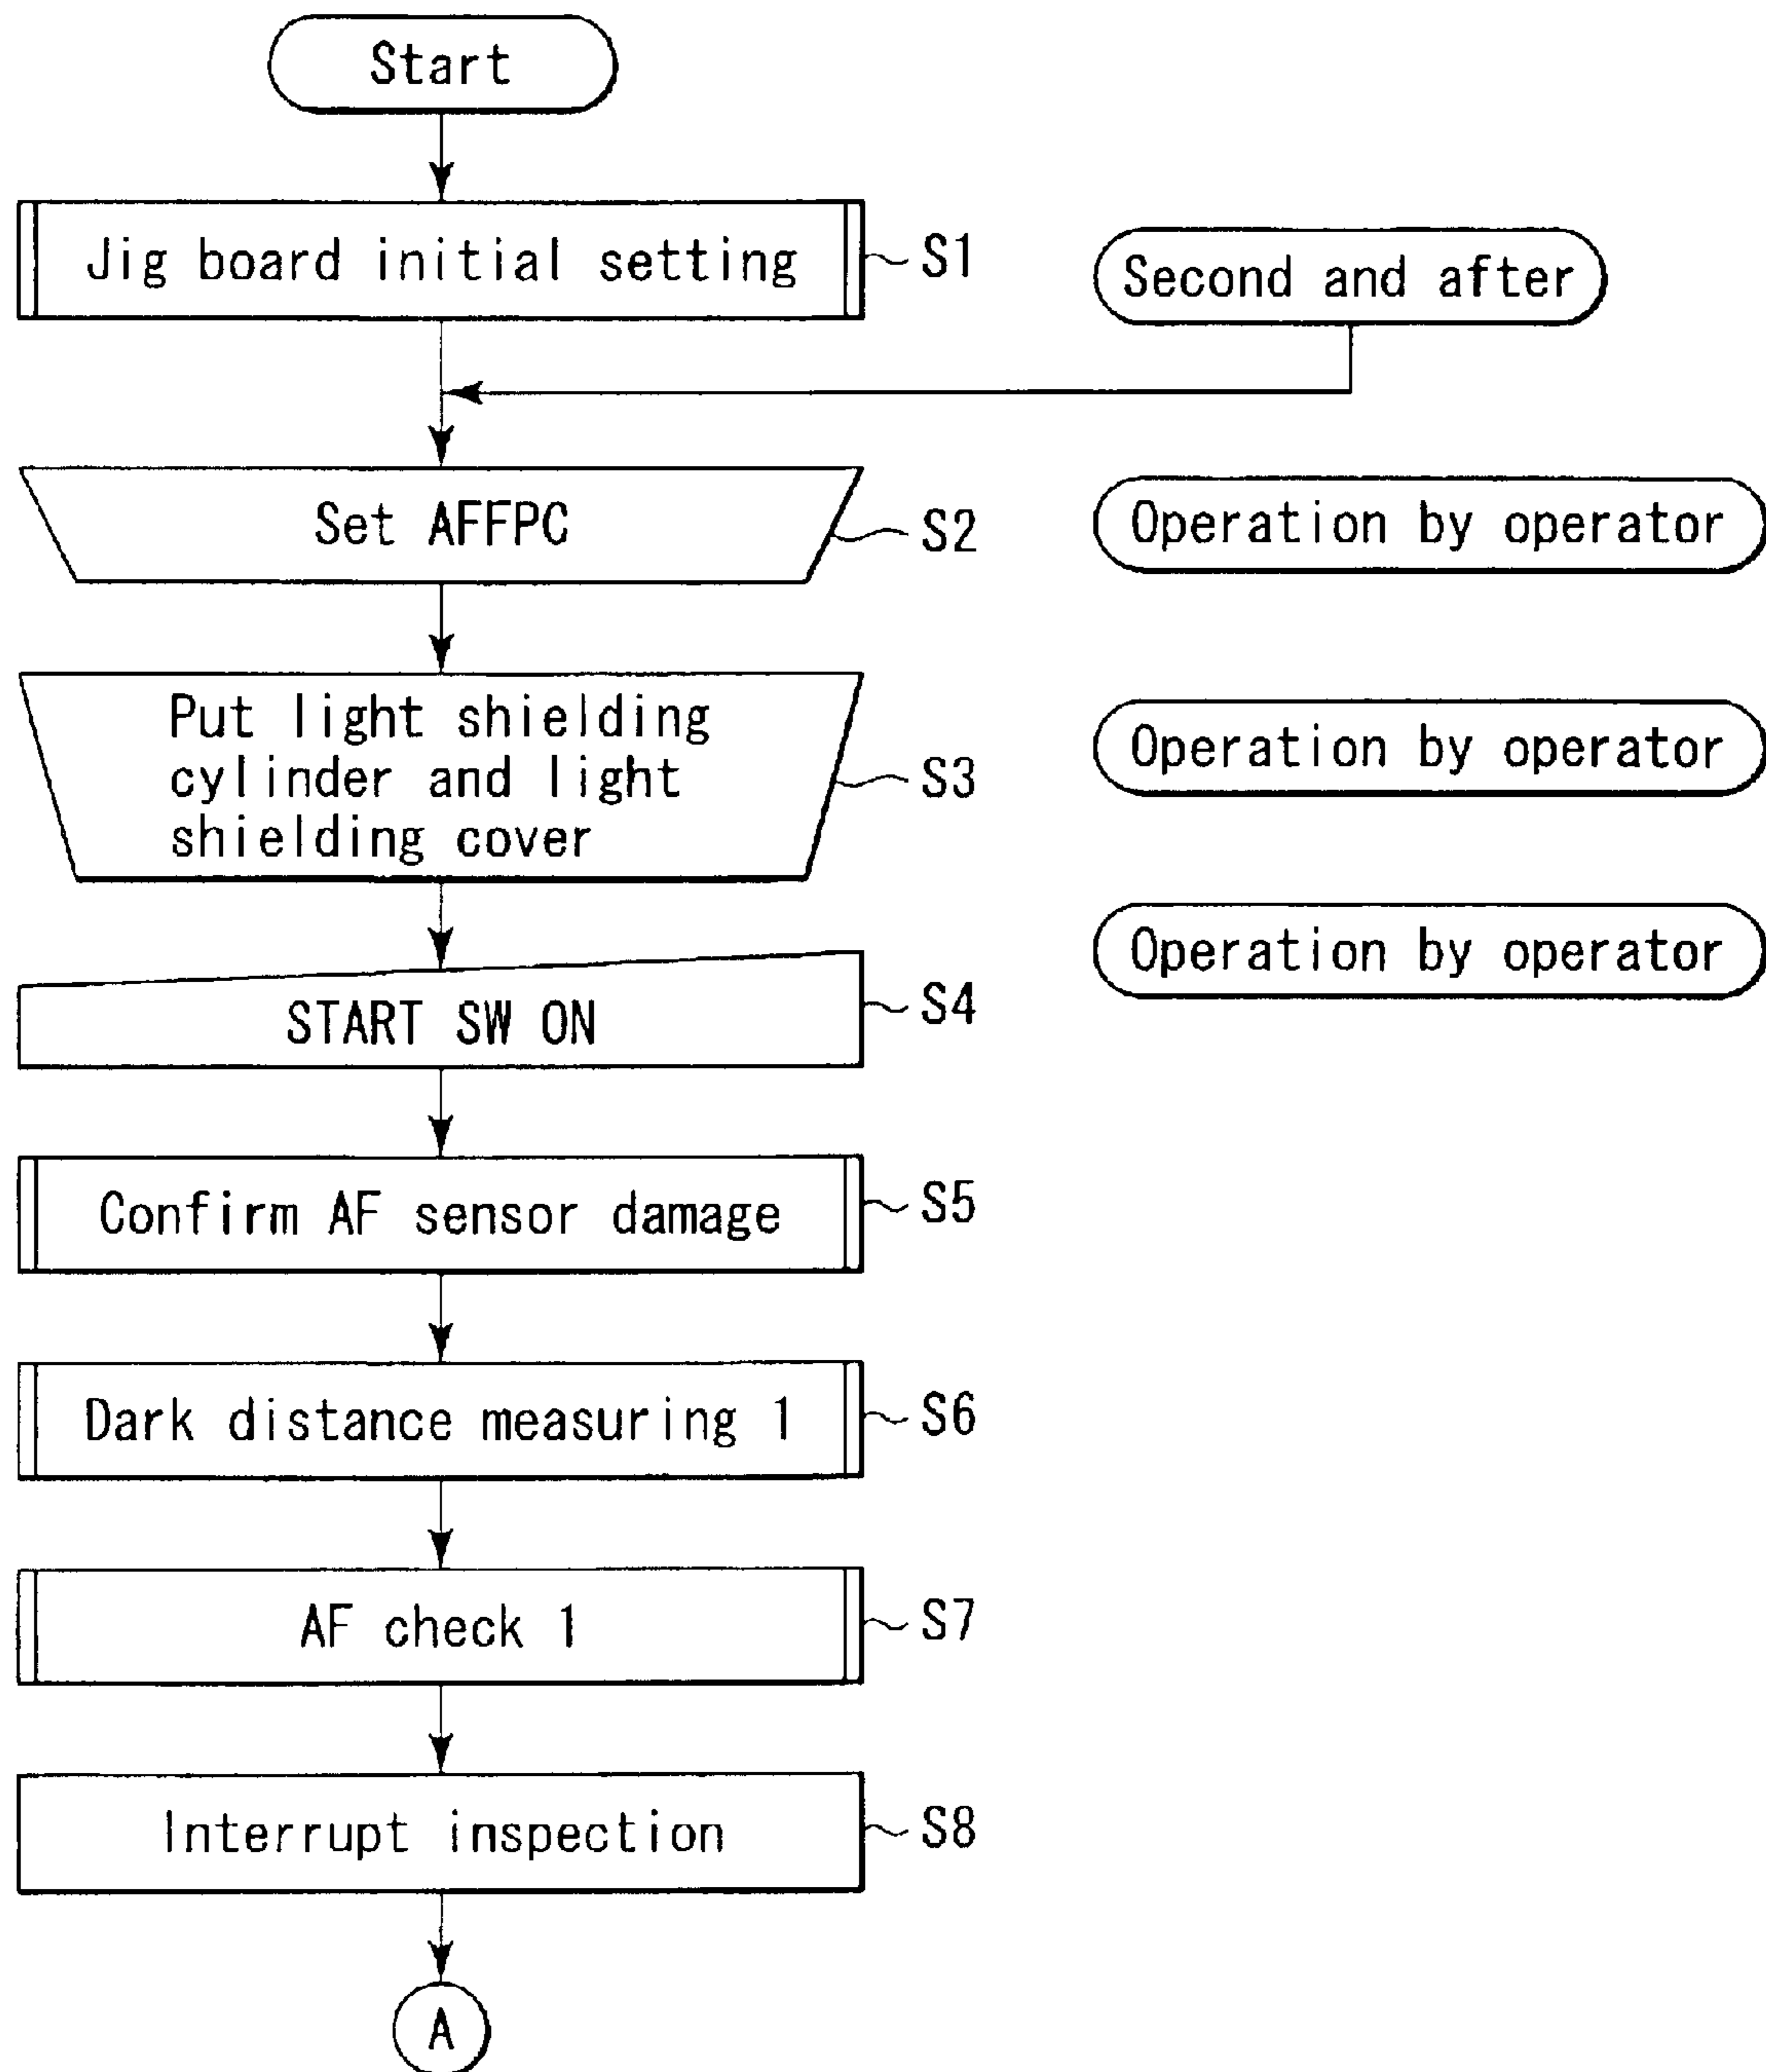 Start
Jig board initial setting
S1
Second and after
Set AFFPC
S2
Operation by operator
Put light shielding
cylinder and light
shielding cover
S3
Operation by operator
START SW ON
S4
Operation by operator
Confirm AF sensor damage
S5
Dark distance measuring 1
S6
AF check 1
S7
Interrupt inspection
S8
A